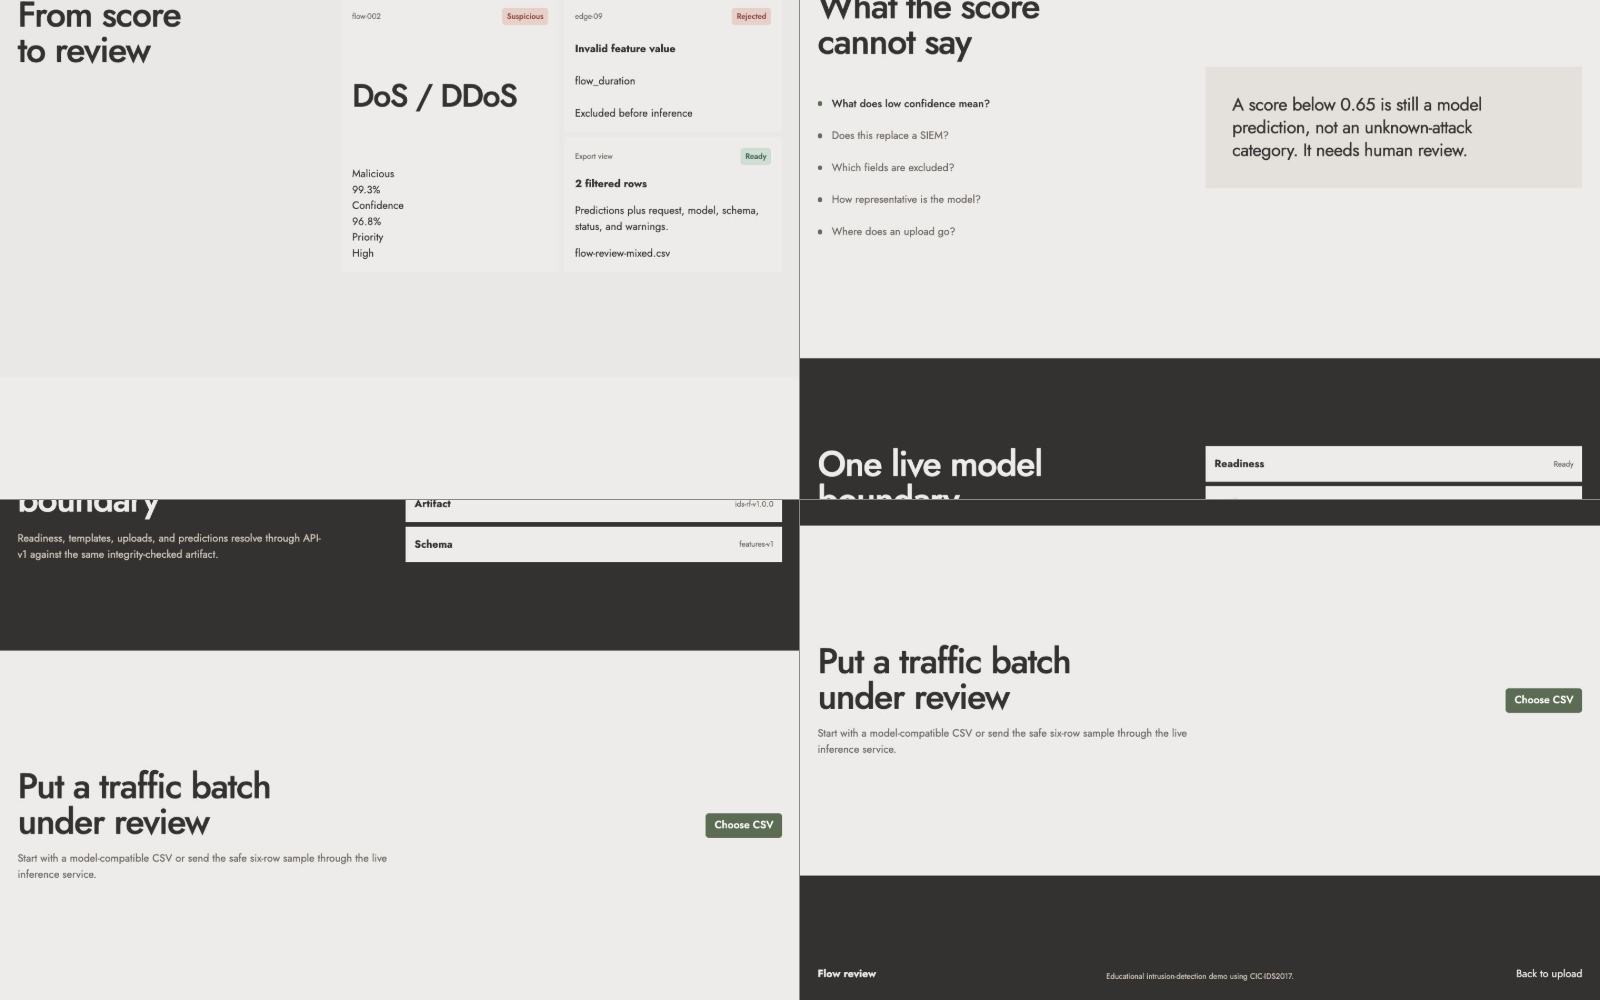 From score
to review
flow-002
Suspicious
DoS / DDoS
Malicious
99.3%
Confidence
96.8%
Priority
High
edge-09
Rejected
Invalid feature value
flow_duration
Excluded before inference
Export view
Ready
2 filtered rows
Predictions plus request, model, schema,
status, and warnings.
flow-review-mixed.csv
What the score
cannot say
What does low confidence mean?
Does this replace a SIEM?
Which fields are excluded?
How representative is the model?
Where does an upload go?
A score below 0.65 is still a model
prediction, not an unknown-attack
category. It needs human review.
One live model
boundary
Readiness
Ready
boundary
Readiness, templates, uploads, and predictions resolve through API-
v1 against the same integrity-checked artifact.
Artifact
ids-rf-v1.0.0
Schema
features-v1
Put a traffic batch
under review
Start with a model-compatible CSV or send the safe six-row sample through the live
inference service.
Choose CSV
Put a traffic batch
under review
Start with a model-compatible CSV or send the safe six-row sample through the live
inference service.
Choose CSV
Flow review
Educational intrusion-detection demo using CIC-IDS2017.
Back to upload